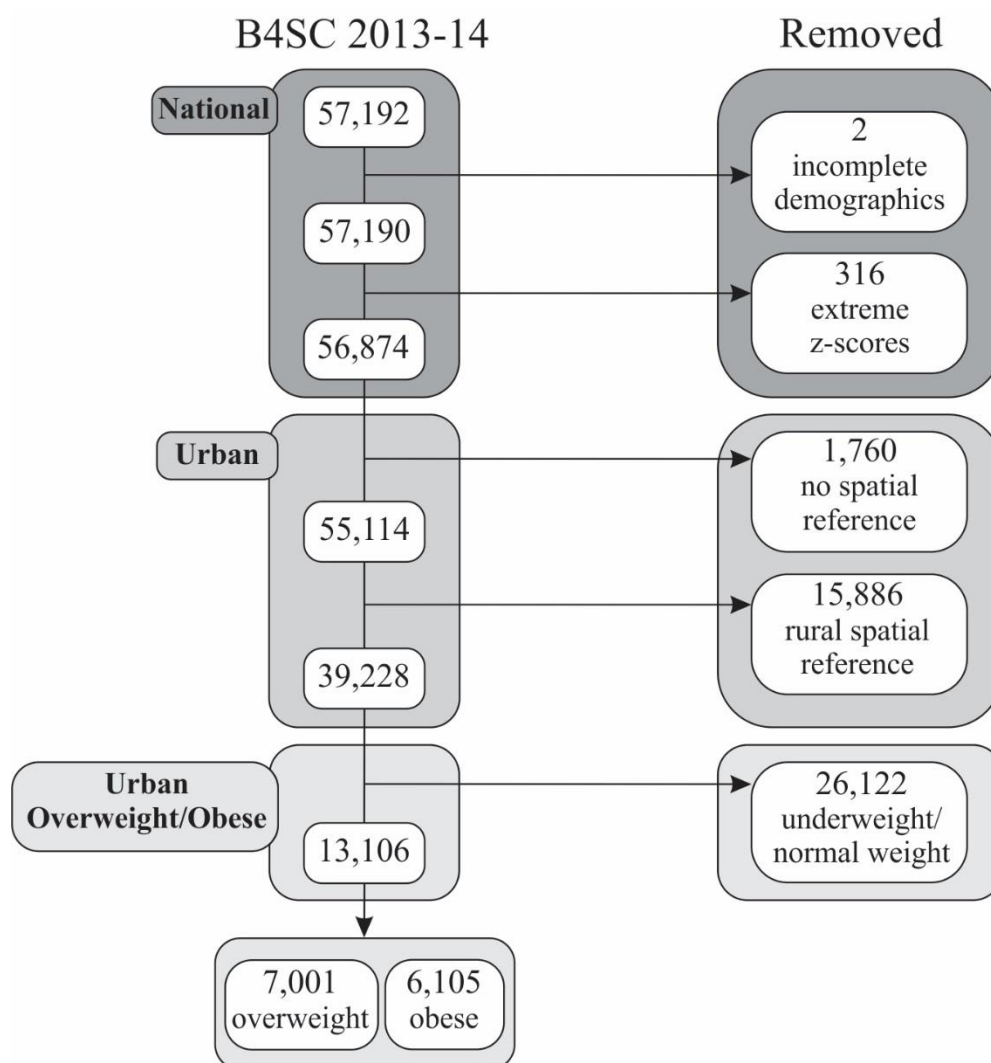 B4SC 2013-14
Removed
National
57,192
2
incomplete
demographics
57,190
316
extreme
z-scores
56,874
Urban
1,760
no spatial
reference
55,114
15,886
rural spatial
reference
39,228
Urban
Overweight/Obese
26,122
underweight/
normal weight
13,106
7,001
overweight
6,105
obese